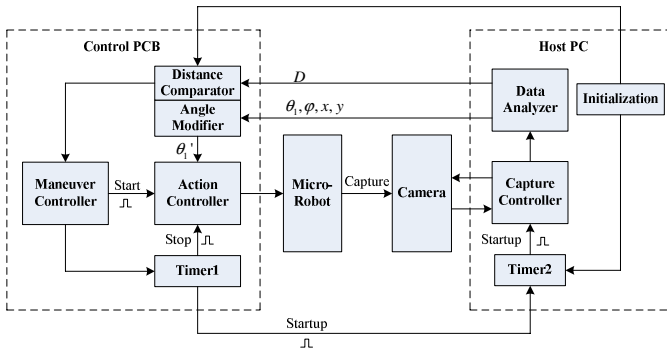 Control PCB
Host PC
Distance
Comparator
Angle
Modifier
D
θ₁, φ, x, y
Data
Analyzer
Initialization
θ₁'
Maneuver
Controller
Start
Action
Controller
Micro-
Robot
Capture
Camera
Capture
Controller
Stop
Startup
Timer1
Timer2
Startup